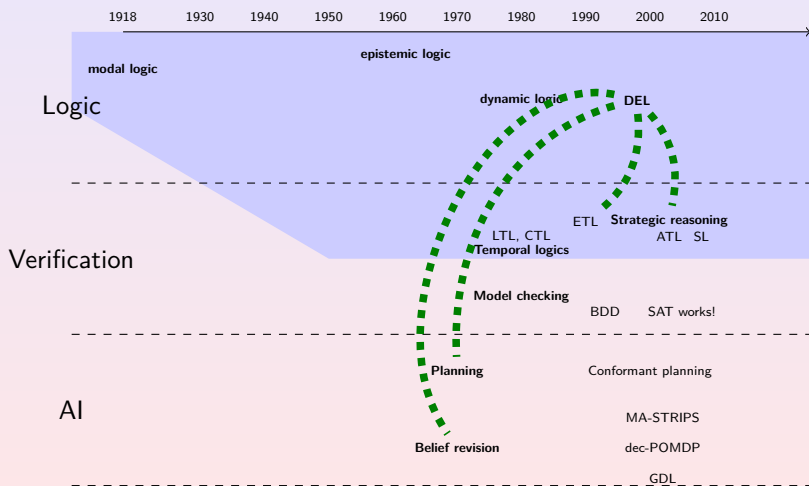 1918 1930 1940 1950 1960 1970 1980 1990 2000 2010
epistemic logic
modal logic
dynamic logic DEL
Logic
ETL Strategic reasoning
LTL, CTL ATL SL
Temporal logics
Verification
Model checking
BDD SAT works!
Planning Conformant planning
AI
MA-STRIPS
Belief revision dec-POMDP
GDL